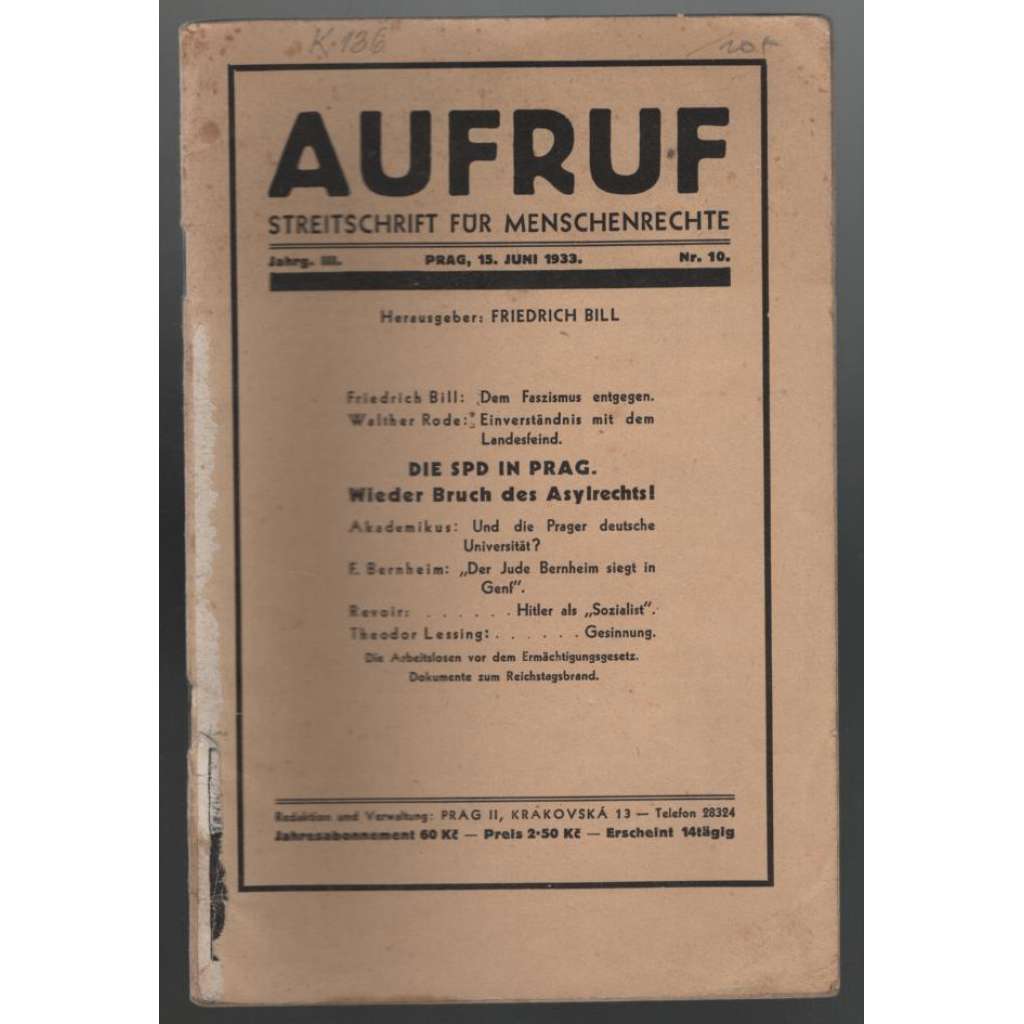 K.136
AUFRUF
STREITSCHRIFT FÜR MENSCHENRECHTE
Jahrg. III. PRAG, 15. JUNI 1933. Nr. 10.
Herausgeber: FRIEDRICH BILL
Friedrich Bill: Dem Faszismus entgegen.
Walther Rode: Einverständnis mit dem
Landesfeind.
DIE SPD IN PRAG.
Wieder Bruch des Asylrechts!
Akademikus: Und die Prager deutsche
Universität?
F. Bernheim: „Der Jude Bernheim siegt in
Genf".
Revoir: . . . . . . Hitler als „Sozialist".
Theodor Lessing: . . . . . . Gesinnung.
Die Arbeitslosen vor dem Ermächtigungsgesetz.
Dokumente zum Reichstagsbrand.
Redaktion und Verwaltung: PRAG II, KRAKOVSKÁ 13 — Telefon 28324
Jahresabonnement 60 Kč — Preis 2·50 Kč — Erscheint 14tägig